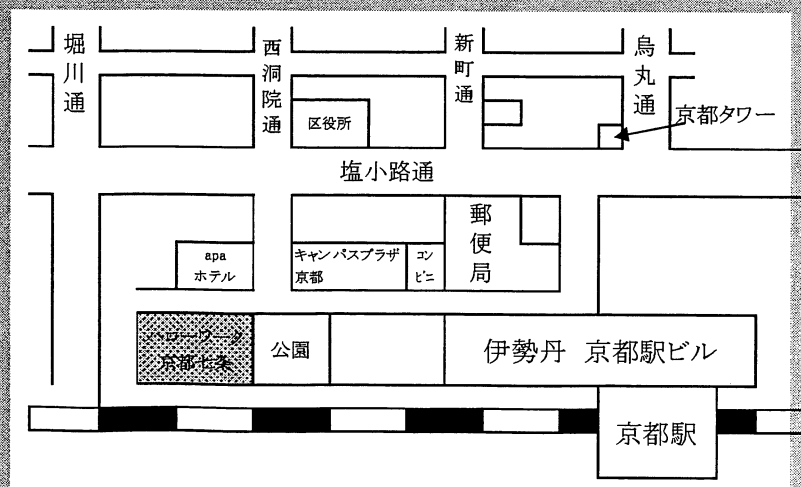 堀川通
西洞院通
新町通
烏丸通
京都タワー
区役所
塩小路通
郵便局
apa
ホテル
キャンパスプラザ
京都
コン
ビニ
ハローワーク
京都七条
公園
伊勢丹 京都駅ビル
京都駅